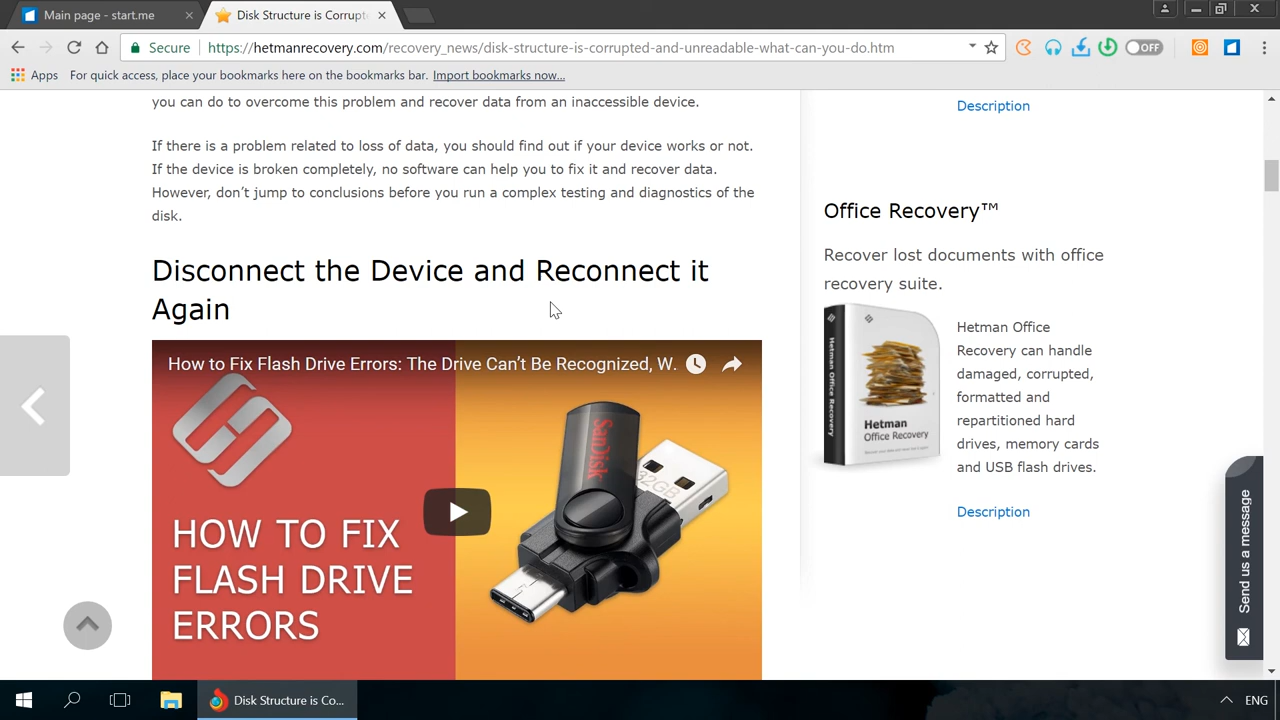 Main page - start.me
Disk Structure is Corrupt
Secure
https://hetmanrecovery.com/recovery_news/disk-structure-is-corrupted-and-unreadable-what-can-you-do.htm
OFF
Apps
For quick access, place your bookmarks here on the bookmarks bar. Import bookmarks now...
you can do to overcome this problem and recover data from an inaccessible device.
If there is a problem related to loss of data, you should find out if your device works or not.
If the device is broken completely, no software can help you to fix it and recover data.
However, don’t jump to conclusions before you run a complex testing and diagnostics of the
disk.
Disconnect the Device and Reconnect it
Again
How to Fix Flash Drive Errors: The Drive Can’t Be Recognized, W...
HOW TO FIX
FLASH DRIVE
ERRORS
SanDisk
32GB
Description
Office Recovery™
Recover lost documents with office
recovery suite.
Hetman Office Recovery
Hetman
Office Recovery
Hetman Office
Recovery can handle
damaged, corrupted,
formatted and
repartitioned hard
drives, memory cards
and USB flash drives.
Description
Send us a message
Disk Structure is Co...
ENG